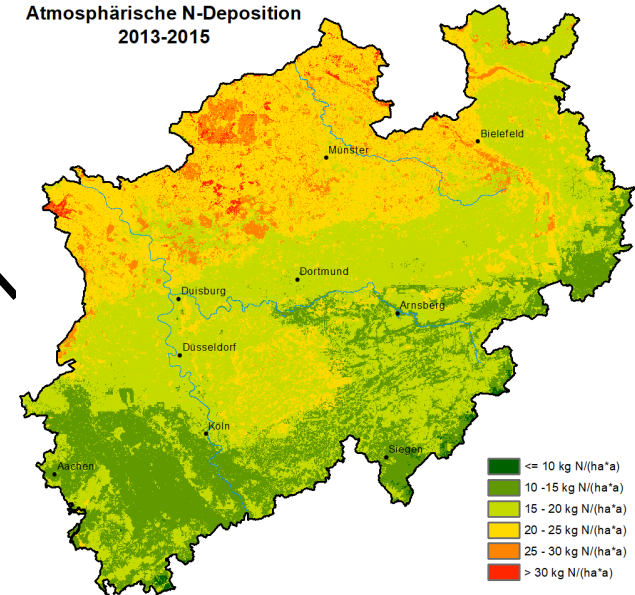 Atmosphärische N-Deposition
2013-2015
Bielefeld
Münster
Dortmund
Duisburg
Arnsberg
Düsseldorf
Köln
Siegen
Aachen
<= 10 kg N/(ha*a)
10 -15 kg N/(ha*a)
15 - 20 kg N/(ha*a)
20 - 25 kg N/(ha*a)
25 - 30 kg N/(ha*a)
> 30 kg N/(ha*a)